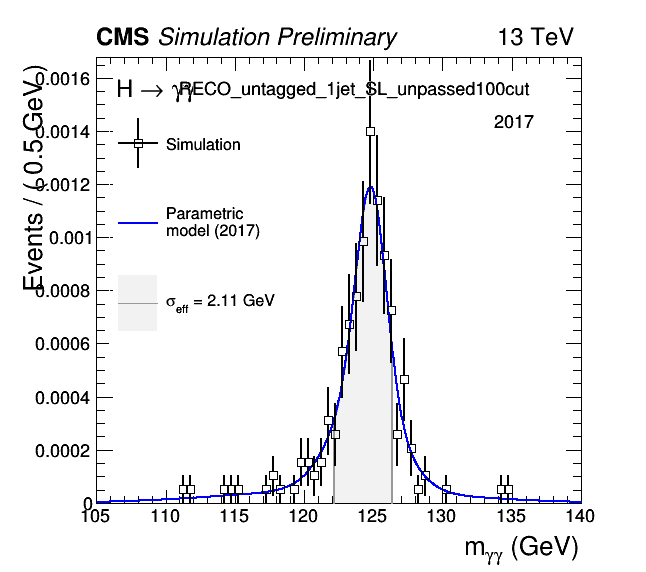 CMS Simulation Preliminary 13 TeV
H → γγ RECO_untagged_1jet_SL_unpassed100cut
2017
Simulation
Parametric
model (2017)
σeff = 2.11 GeV
Events / ( 0.5 GeV )
0.0016
0.0014
0.0012
0.001
0.0008
0.0006
0.0004
0.0002
0
105 110 115 120 125 130 135 140
mγγ (GeV)